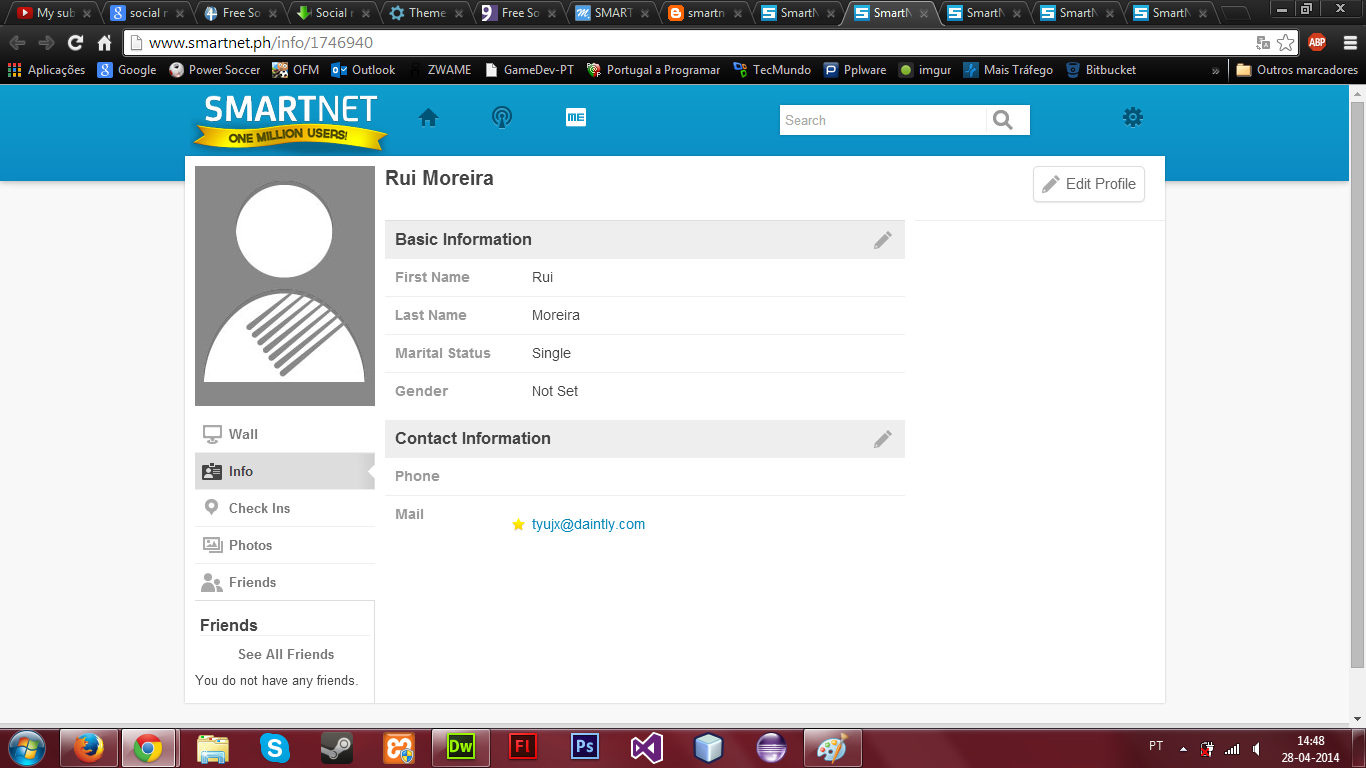 My sub
social n
Free So
Social n
Theme
Free So
SMART
smartn
SmartN
SmartN
SmartN
SmartN
SmartN
www.smartnet.ph/info/1746940
ABP
Aplicações
Google
Power Soccer
OFM
Outlook
ZWAME
GameDev-PT
Portugal a Programar
TecMundo
Pplware
imgur
Mais Tráfego
Bitbucket
»
Outros marcadores
SMARTNET
ONE MILLION USERS!
ME
Search
Rui Moreira
Edit Profile
Basic Information
First Name Rui
Last Name Moreira
Marital Status Single
Gender Not Set
Contact Information
Phone
Mail tyujx@daintly.com
Wall
Info
Check Ins
Photos
Friends
Friends
See All Friends
You do not have any friends.
Dw
Fl
Ps
PT
14:48
28-04-2014